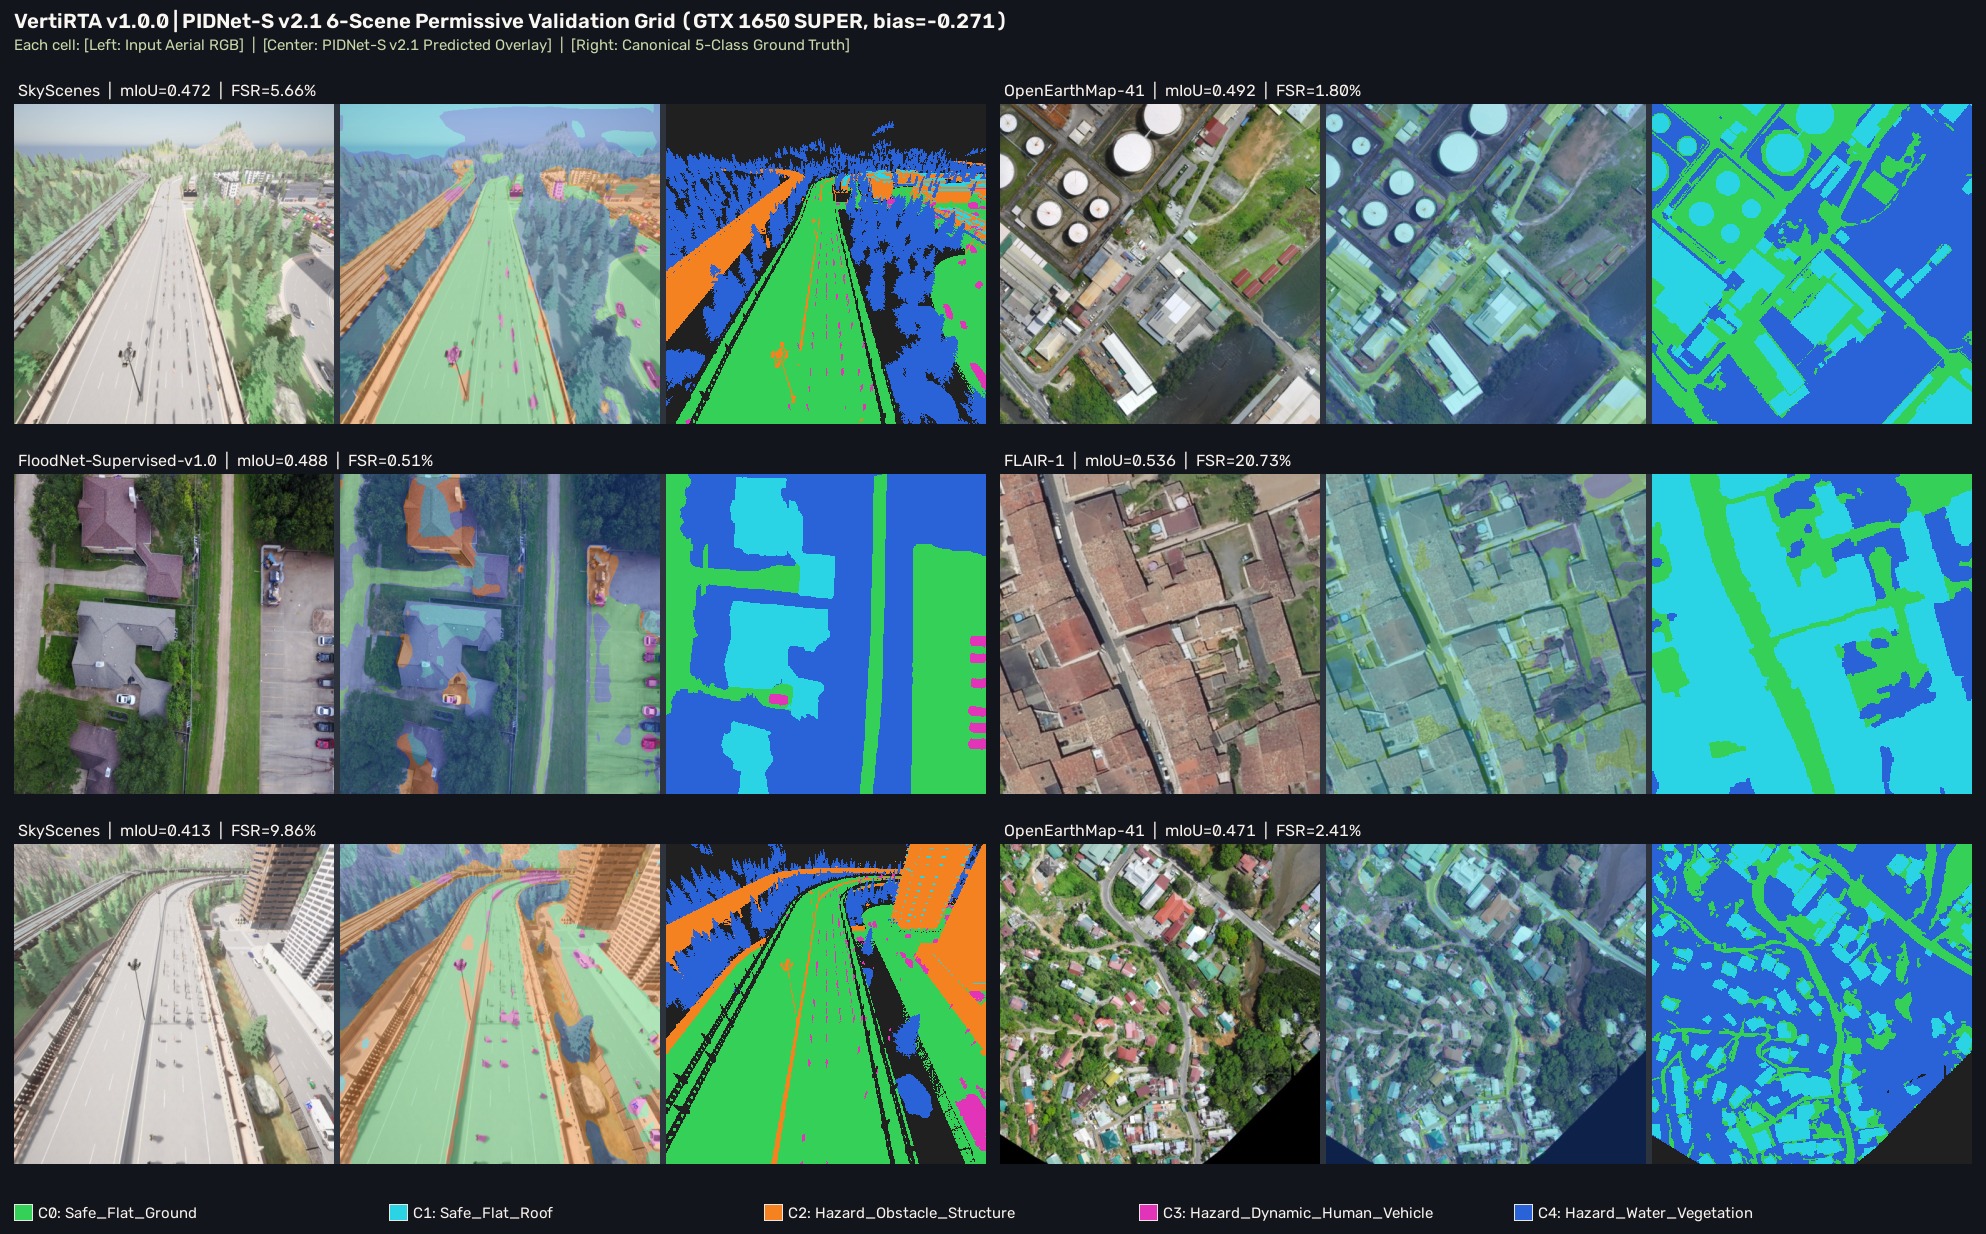 VertiRTA v1.0.0 | PIDNet-S v2.1 6-Scene Permissive Validation Grid (GTX 1650 SUPER, bias=-0.271)
Each cell: [Left: Input Aerial RGB] | [Center: PIDNet-S v2.1 Predicted Overlay] | [Right: Canonical 5-Class Ground Truth]
SkyScenes | mIoU=0.472 | FSR=5.66%
OpenEarthMap-41 | mIoU=0.492 | FSR=1.80%
FloodNet-Supervised-v1.0 | mIoU=0.488 | FSR=0.51%
FLAIR-1 | mIoU=0.536 | FSR=20.73%
SkyScenes | mIoU=0.413 | FSR=9.86%
OpenEarthMap-41 | mIoU=0.471 | FSR=2.41%
C0: Safe_Flat_Ground
C1: Safe_Flat_Roof
C2: Hazard_Obstacle_Structure
C3: Hazard_Dynamic_Human_Vehicle
C4: Hazard_Water_Vegetation